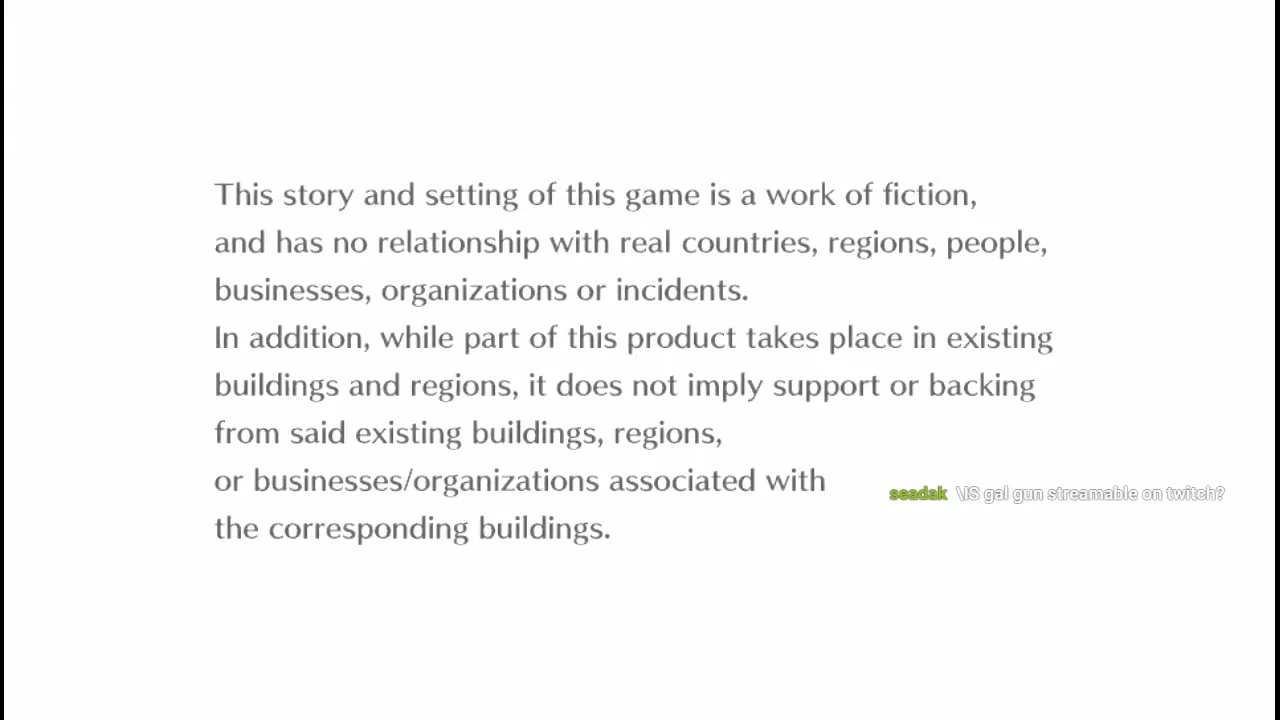 This story and setting of this game is a work of fiction,
and has no relationship with real countries, regions, people,
businesses, organizations or incidents.
In addition, while part of this product takes place in existing
buildings and regions, it does not imply support or backing
from said existing buildings, regions,
or businesses/organizations associated with
seadak \IS gal gun streamable on twitch?
the corresponding buildings.